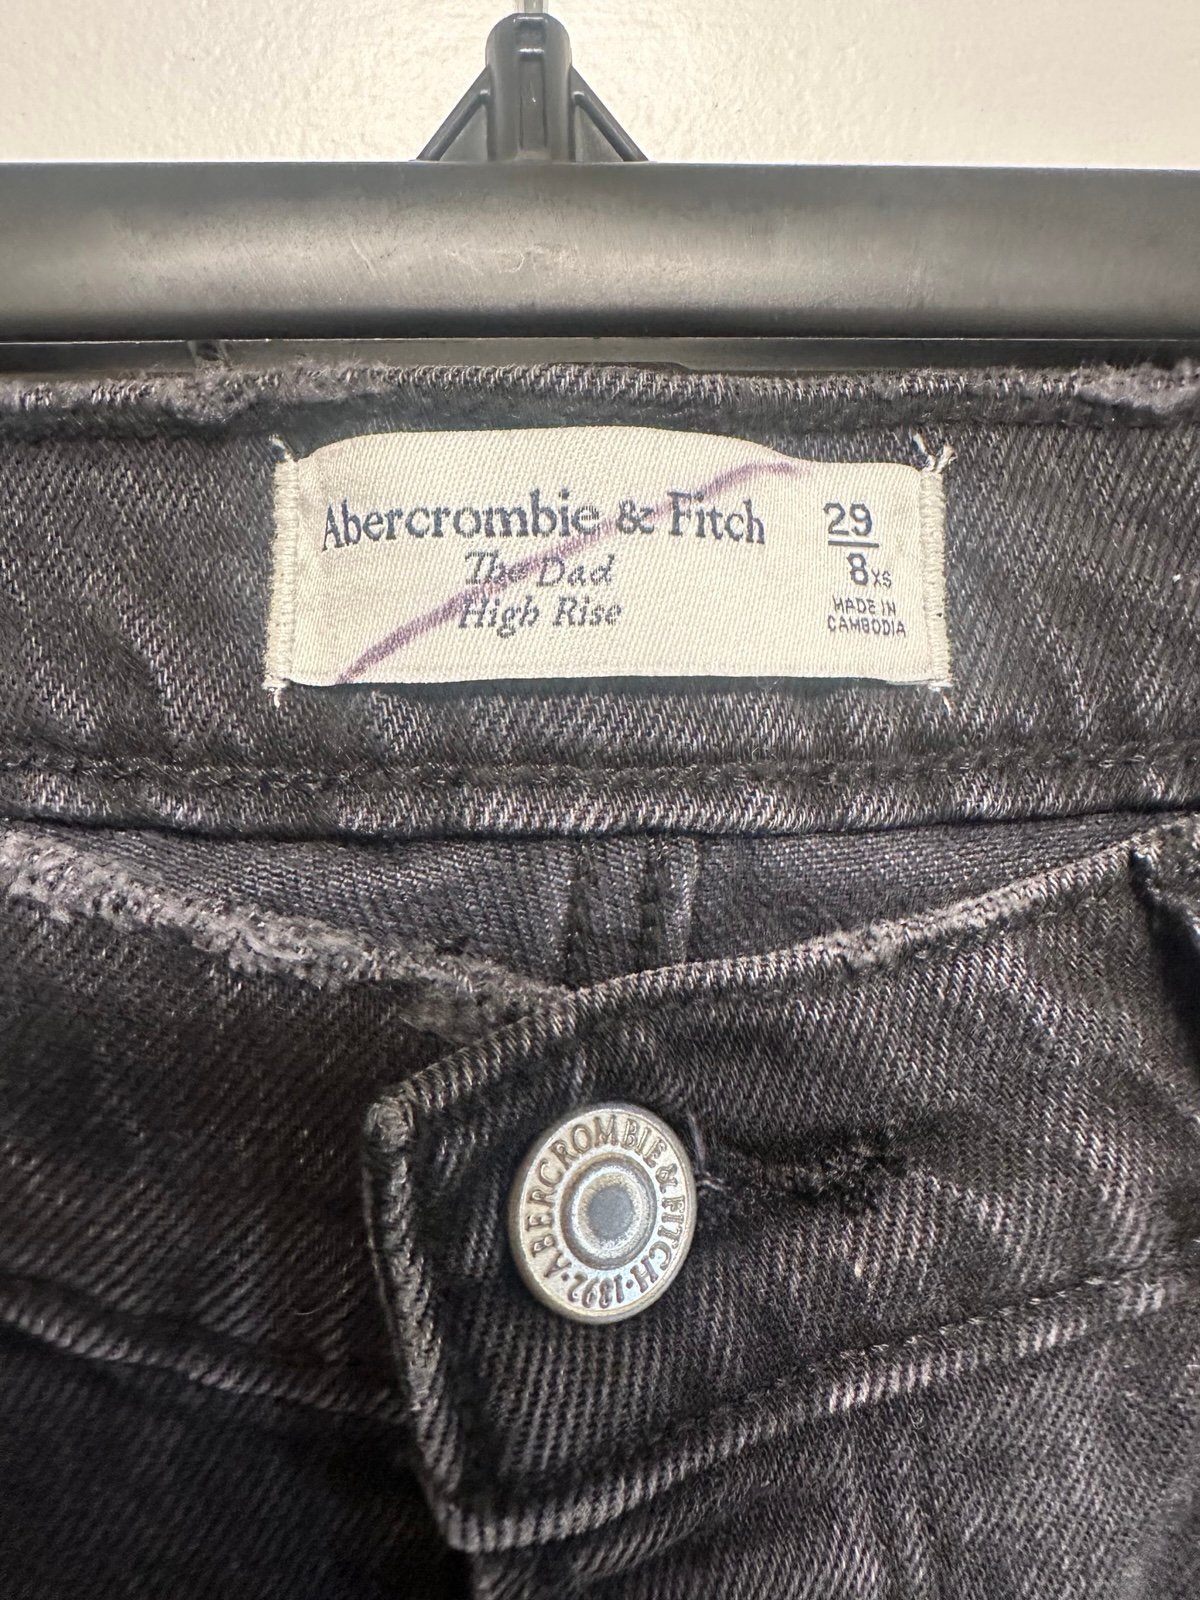 Abercrombie & Fitch
The Dad
High Rise
29
8XS
MADE IN
CAMBODIA
ABERCROMBIE & FITCH · 1892 ·